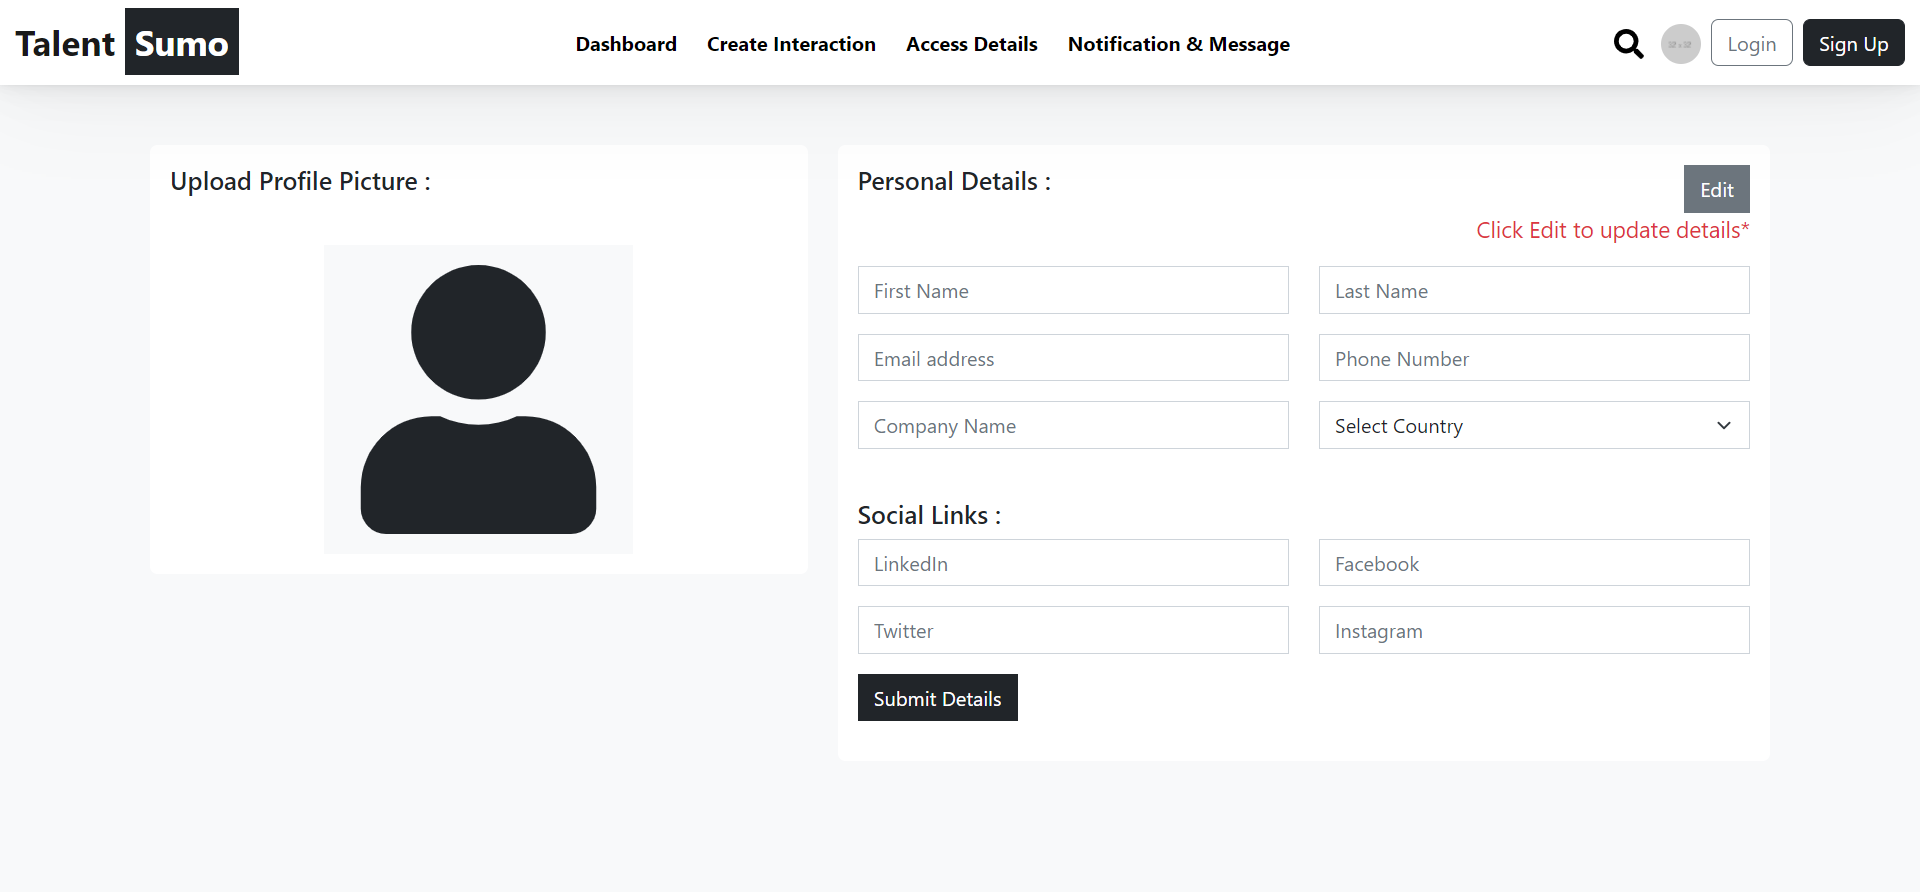 Talent Sumo
Dashboard Create Interaction Access Details Notification & Message
Login Sign Up
Upload Profile Picture :
Personal Details :
Edit
Click Edit to update details*
First Name Last Name
Email address Phone Number
Company Name Select Country
Social Links :
LinkedIn Facebook
Twitter Instagram
Submit Details